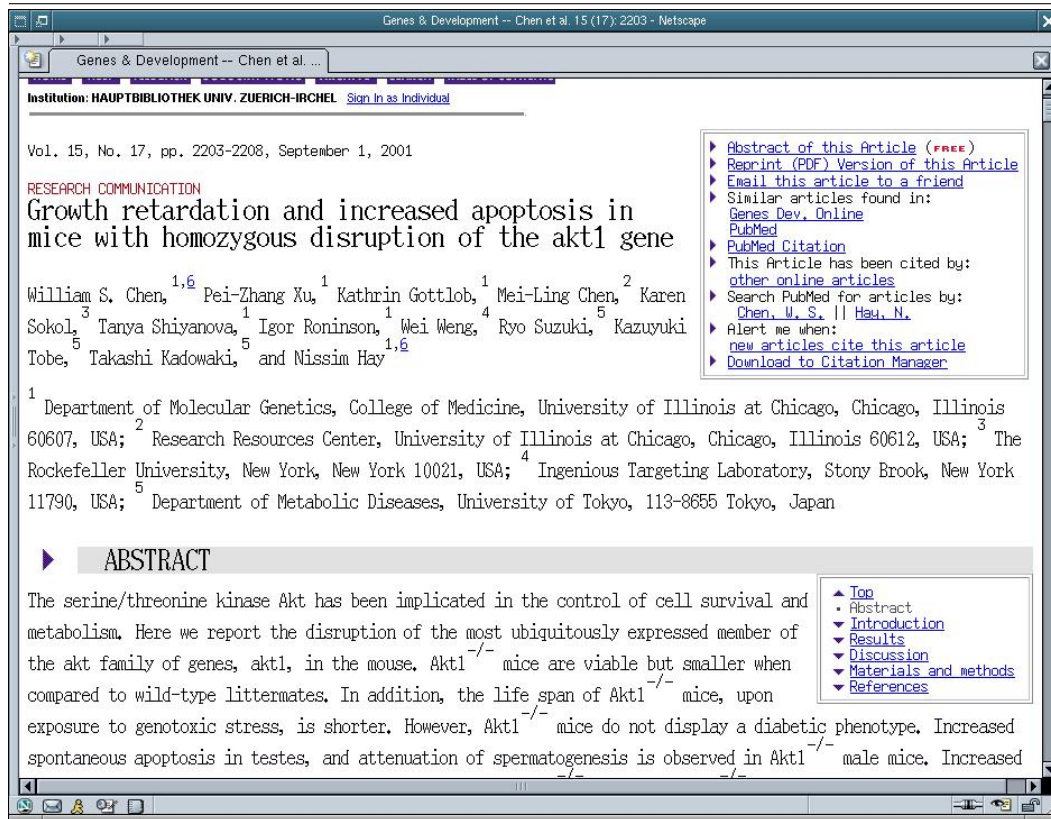 Genes & Development -- Chen et al. 15 (17): 2203 - Netscape
Genes & Development -- Chen et al. ...
Institution: HAUPTBIBLIOTHEK UNIV. ZUERICH-IRCHEL Sign In as Individual
Vol. 15, No. 17, pp. 2203-2208, September 1, 2001
RESEARCH COMMUNICATION
Growth retardation and increased apoptosis in
mice with homozygous disruption of the akt1 gene
William S. Chen,1,6 Pei-Zhang Xu,1 Kathrin Gottlob,1 Mei-Ling Chen,2 Karen
Sokol,3 Tanya Shiyanova,1 Igor Roninson,1 Wei Weng,4 Ryo Suzuki,5 Kazuyuki
Tobe,5 Takashi Kadowaki,5 and Nissim Hay1,6
Abstract of this Article (FREE)
Reprint (PDF) Version of this Article
Email this article to a friend
Similar articles found in:
Genes Dev. Online
PubMed
PubMed Citation
This Article has been cited by:
other online articles
Search PubMed for articles by:
Chen, W. S. || Hay, N.
Alert me when:
new articles cite this article
Download to Citation Manager
1 Department of Molecular Genetics, College of Medicine, University of Illinois at Chicago, Chicago, Illinois
60607, USA; 2 Research Resources Center, University of Illinois at Chicago, Chicago, Illinois 60612, USA; 3 The
Rockefeller University, New York, New York 10021, USA; 4 Ingenious Targeting Laboratory, Stony Brook, New York
11790, USA; 5 Department of Metabolic Diseases, University of Tokyo, 113-8655 Tokyo, Japan
ABSTRACT
The serine/threonine kinase Akt has been implicated in the control of cell survival and
metabolism. Here we report the disruption of the most ubiquitously expressed member of
the akt family of genes, akt1, in the mouse. Akt1-/- mice are viable but smaller when
compared to wild-type littermates. In addition, the life span of Akt1-/- mice, upon
exposure to genotoxic stress, is shorter. However, Akt1-/- mice do not display a diabetic phenotype. Increased
spontaneous apoptosis in testes, and attenuation of spermatogenesis is observed in Akt1-/- male mice. Increased
Top
Abstract
Introduction
Results
Discussion
Materials and methods
References